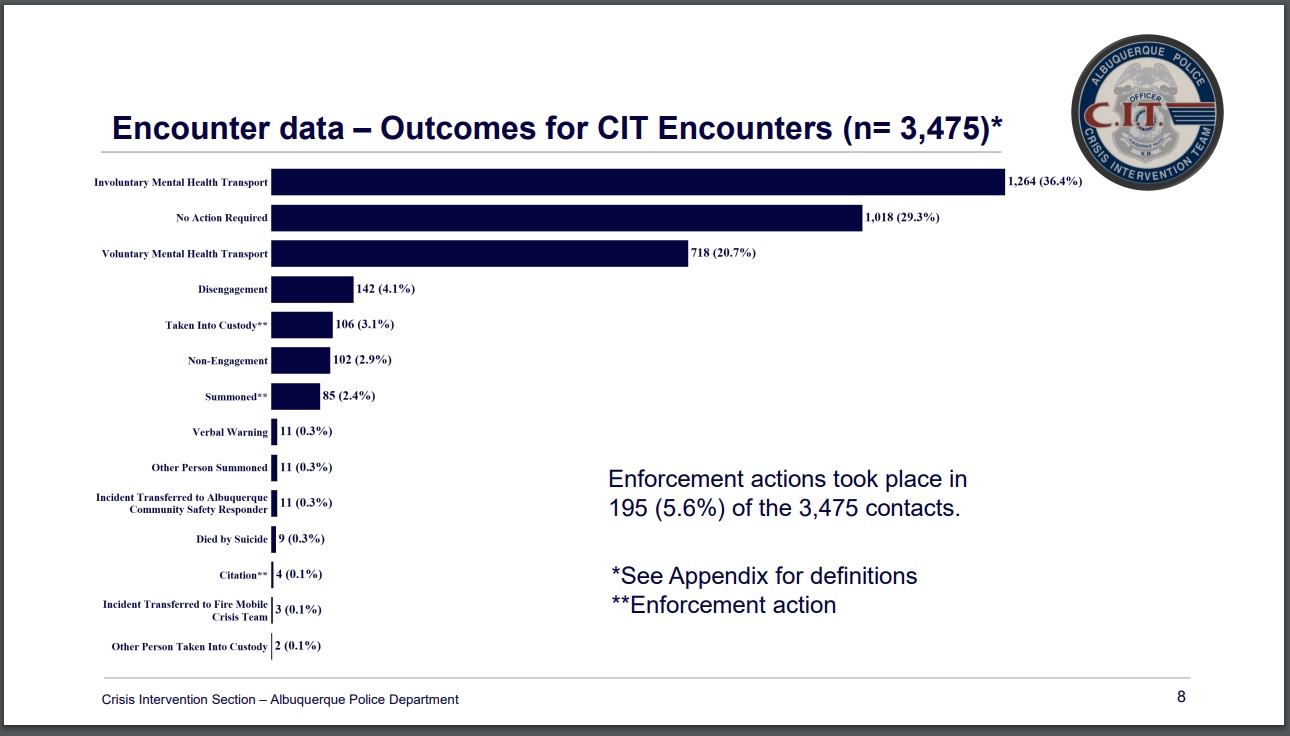 ALBUQUERQUE POLICE
OFFICER
C.I.T.
N.M.
CRISIS INTERVENTION TEAM
Encounter data – Outcomes for CIT Encounters (n= 3,475)*
Involuntary Mental Health Transport 1,264 (36.4%)
No Action Required 1,018 (29.3%)
Voluntary Mental Health Transport 718 (20.7%)
Disengagement 142 (4.1%)
Taken Into Custody** 106 (3.1%)
Non-Engagement 102 (2.9%)
Summoned** 85 (2.4%)
Verbal Warning 11 (0.3%)
Other Person Summoned 11 (0.3%)
Incident Transferred to Albuquerque
Community Safety Responder 11 (0.3%)
Died by Suicide 9 (0.3%)
Citation** 4 (0.1%)
Incident Transferred to Fire Mobile
Crisis Team 3 (0.1%)
Other Person Taken Into Custody 2 (0.1%)
Enforcement actions took place in
195 (5.6%) of the 3,475 contacts.
*See Appendix for definitions
**Enforcement action
Crisis Intervention Section – Albuquerque Police Department
8